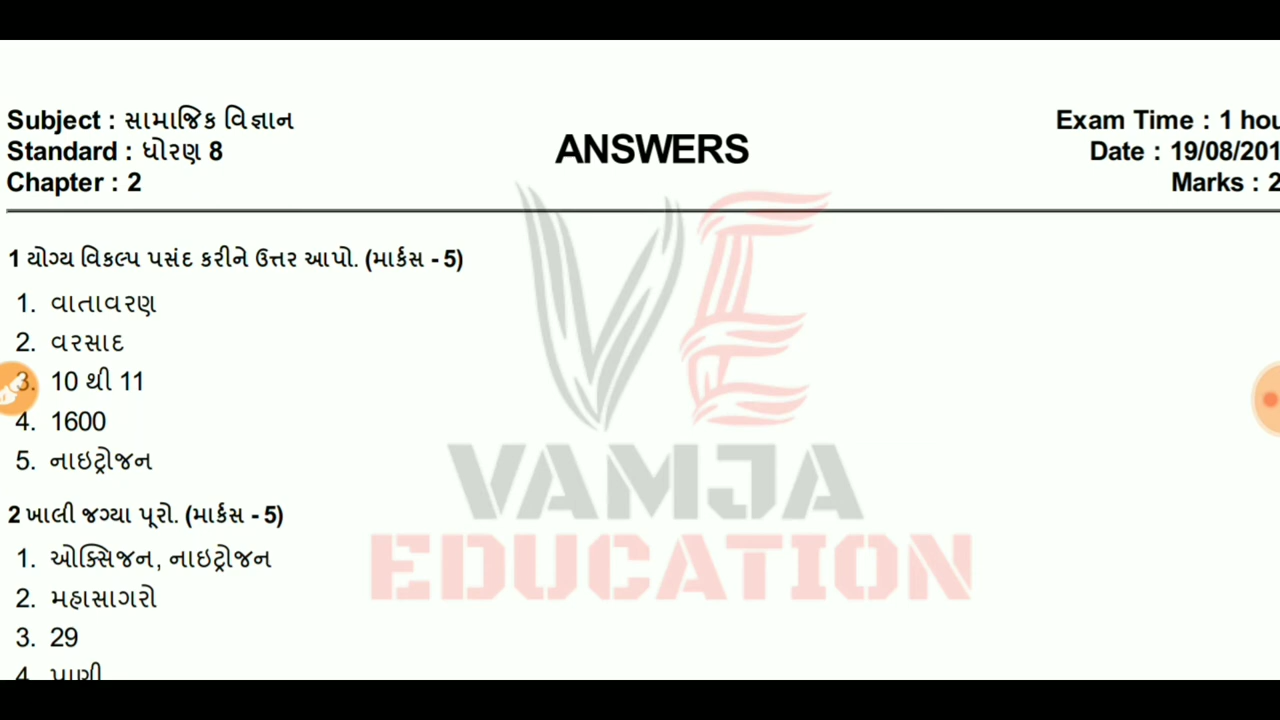 Subject : સામાજિક વિજ્ઞાન
Standard : ધોરણ 8
Chapter : 2
ANSWERS
Exam Time : 1 hou
Date : 19/08/201
Marks : 2
1 યોગ્ય વિકલ્પ પસંદ કરીને ઉત્તર આપો. (માર્કસ - 5)
1. વાતાવરણ
2. વરસાદ
3. 10 થી 11
4. 1600
5. નાઇટ્રોજન
2 ખાલી જગ્યા પૂરો. (માર્કસ - 5)
1. ઓક્સિજન, નાઇટ્રોજન
2. મહાસાગરો
3. 29
4. પાણી
VE
VAMJA
EDUCATION